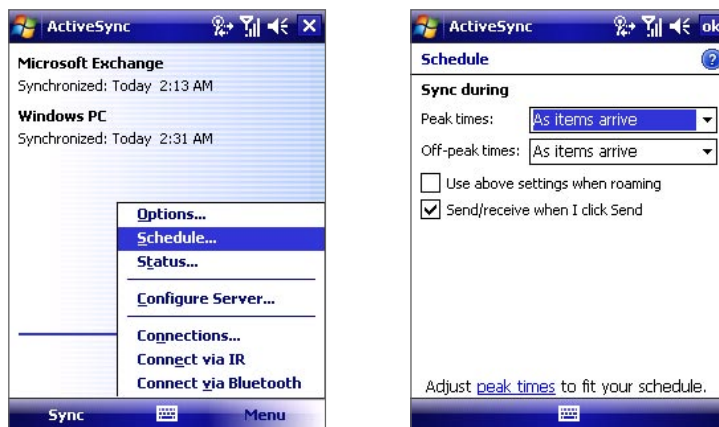 ActiveSync
Microsoft Exchange
Synchronized: Today 2:13 AM
Windows PC
Synchronized: Today 2:31 AM
Options...
Schedule...
Status...
Configure Server...
Connections...
Connect via IR
Connect via Bluetooth
Sync Menu
ActiveSync ok
Schedule ?
Sync during
Peak times: As items arrive
Off-peak times: As items arrive
Use above settings when roaming
Send/receive when I click Send
Adjust peak times to fit your schedule.